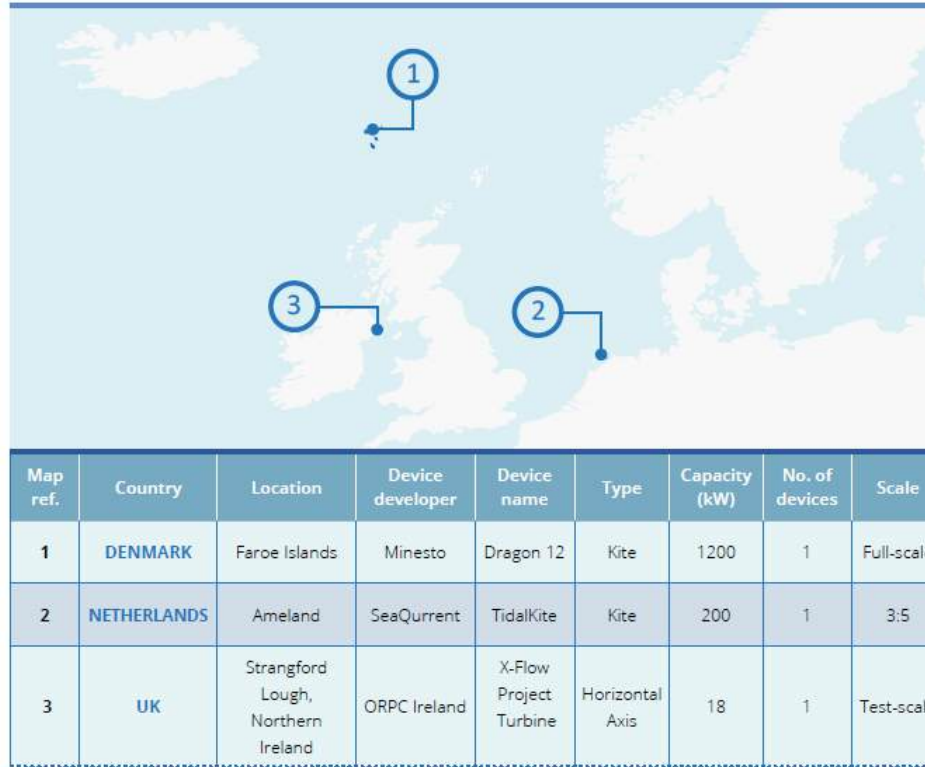 1
3
2
Map ref. Country Location Device developer Device name Type Capacity (kW) No. of devices Scale
1 DENMARK Faroe Islands Minesto Dragon 12 Kite 1200 1 Full-scal
2 NETHERLANDS Ameland SeaQurrent TidalKite Kite 200 1 3:5
3 UK Strangford Lough, Northern Ireland ORPC Ireland X-Flow Project Turbine Horizontal Axis 18 1 Test-scal